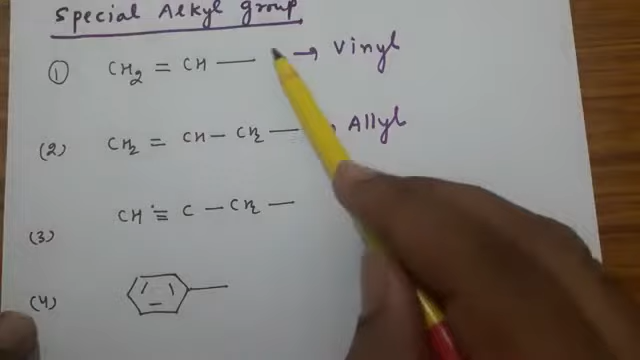 Special Alkyl Group
① CH2 = CH — → Vinyl
(2) CH2 = CH – CH2 — Allyl
(3) CH ≡ C – CH2 —
(4)